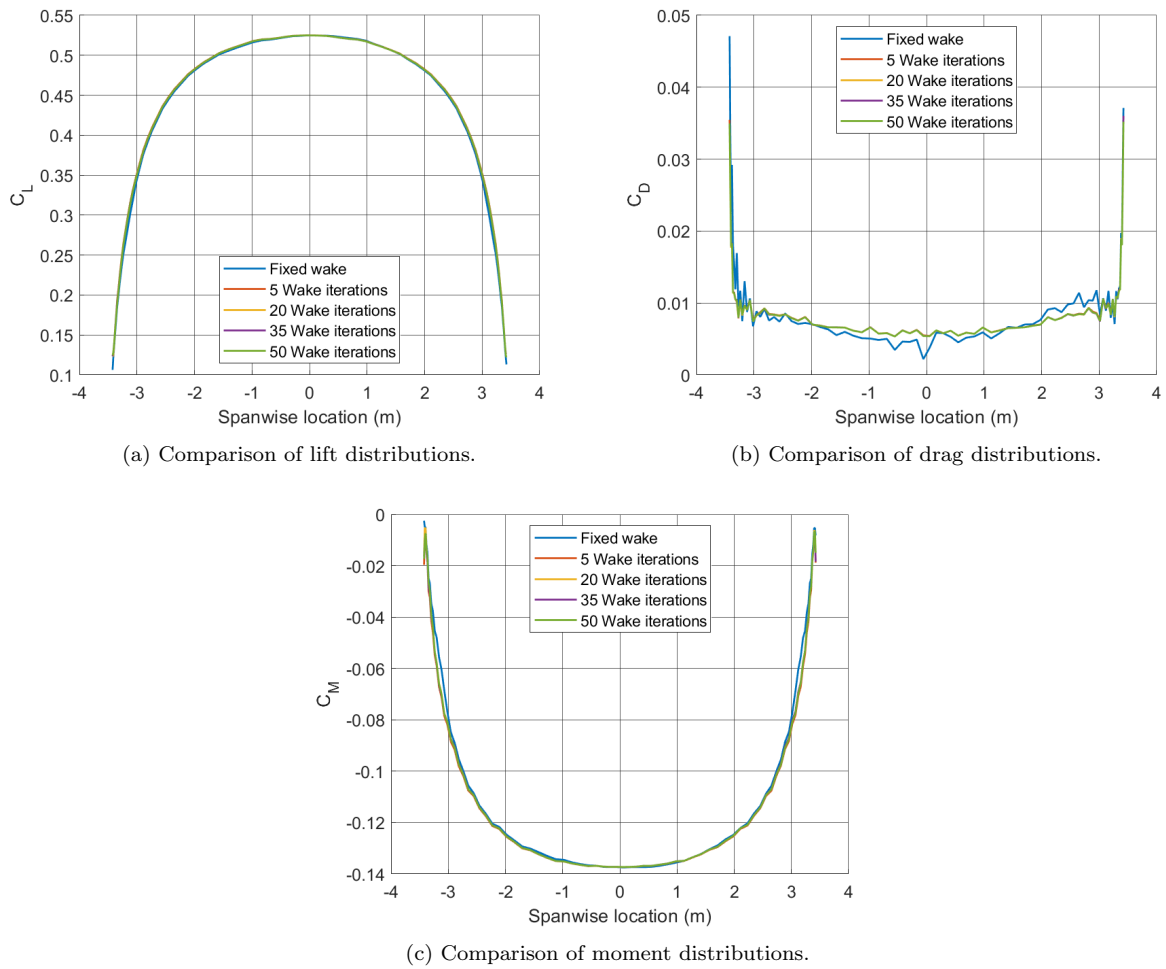 0.55
0.5
0.45
0.4
0.35
0.3
0.25
0.2
0.15
0.1
C_L
-4 -3 -2 -1 0 1 2 3 4
Spanwise location (m)
Fixed wake
5 Wake iterations
20 Wake iterations
35 Wake iterations
50 Wake iterations
(a) Comparison of lift distributions.
0.05
0.04
0.03
0.02
0.01
0
C_D
-4 -3 -2 -1 0 1 2 3 4
Spanwise location (m)
Fixed wake
5 Wake iterations
20 Wake iterations
35 Wake iterations
50 Wake iterations
(b) Comparison of drag distributions.
0
-0.02
-0.04
-0.06
-0.08
-0.1
-0.12
-0.14
C_M
-4 -3 -2 -1 0 1 2 3 4
Spanwise location (m)
Fixed wake
5 Wake iterations
20 Wake iterations
35 Wake iterations
50 Wake iterations
(c) Comparison of moment distributions.